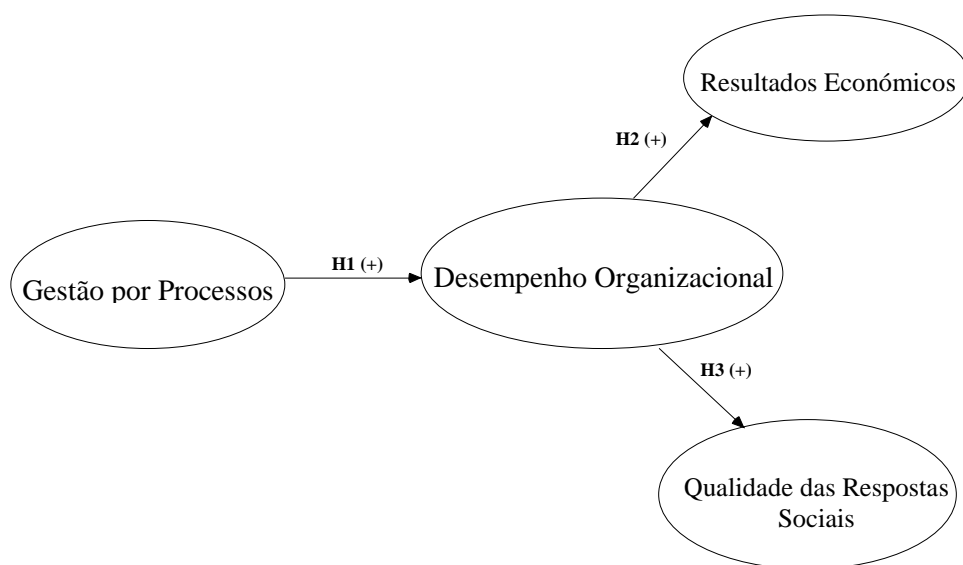 Resultados Económicos
H2 (+)
H1 (+)
Gestão por Processos
Desempenho Organizacional
H3 (+)
Qualidade das Respostas
Sociais